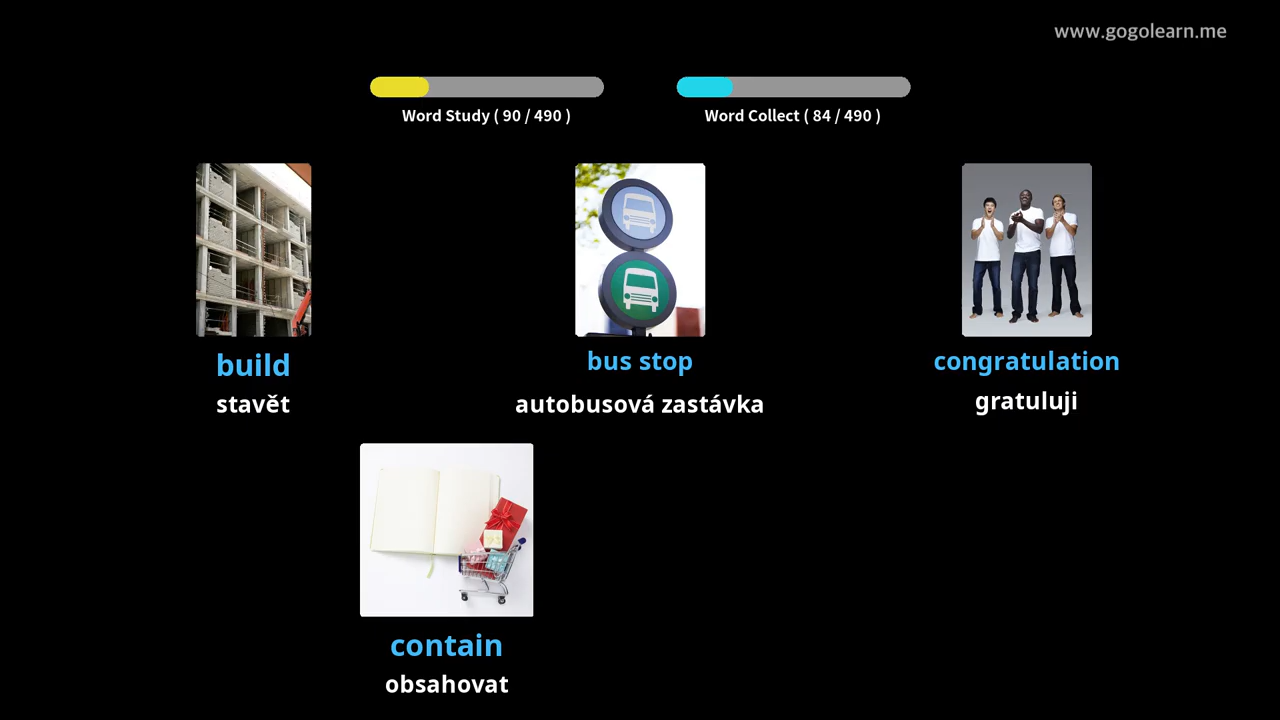 www.gogolearn.me
Word Study ( 90 / 490 )
Word Collect ( 84 / 490 )
build
bus stop
congratulation
stavět
autobusová zastávka
gratuluji
contain
obsahovat